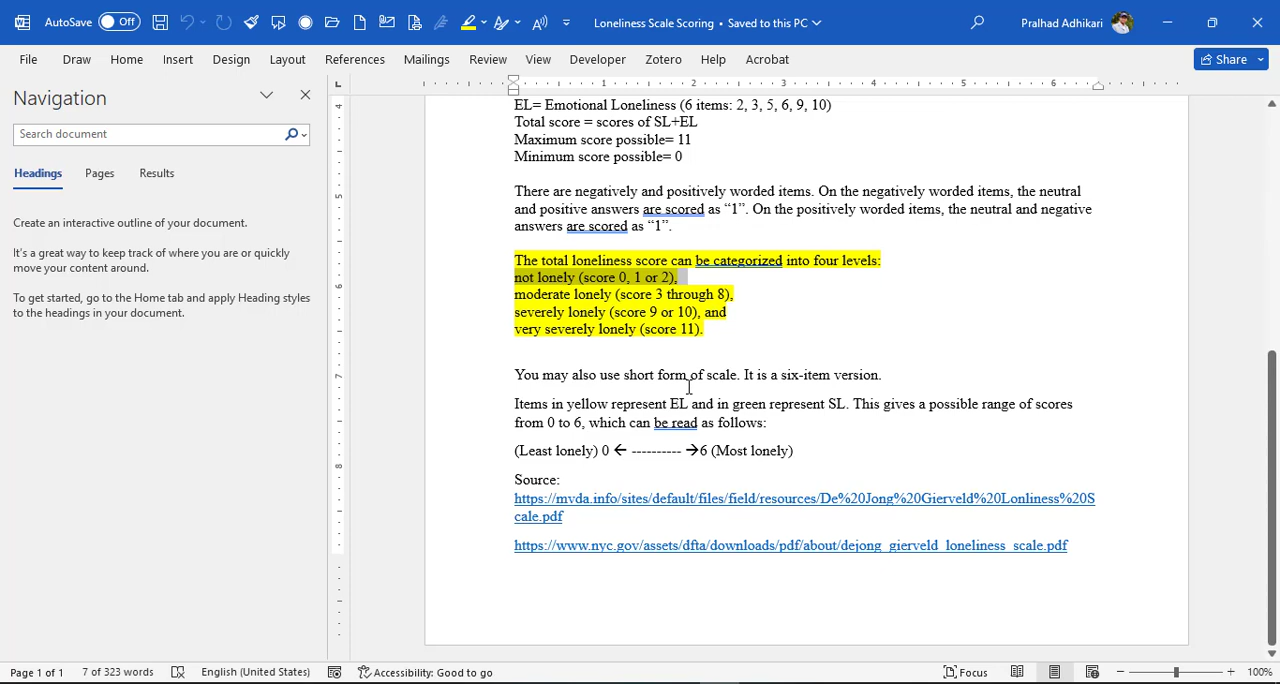 AutoSave Off
Loneliness Scale Scoring • Saved to this PC
Pralhad Adhikari
File Draw Home Insert Design Layout References Mailings Review View Developer Help Zotero Acrobat
Share
Navigation
Search document
Headings Pages Results
Create an interactive outline of your document.
It's a great way to keep track of where you are or quickly
move your content around.
To get started, go to the Home tab and apply Heading styles
to the headings in your document.
L
1 2 3 4 5 6
4
5
6
7
8
EL= Emotional Loneliness (6 items: 2, 3, 5, 6, 9, 10)
Total score = scores of SL+EL
Maximum score possible= 11
Minimum score possible= 0
There are negatively and positively worded items. On the negatively worded items, the neutral
and positive answers are scored as “1”. On the positively worded items, the neutral and negative
answers are scored as “1”.
The total loneliness score can be categorized into four levels:
not lonely (score 0, 1 or 2),
moderate lonely (score 3 through 8),
severely lonely (score 9 or 10), and
very severely lonely (score 11).
You may also use short form of scale. It is a six-item version.
Items in yellow represent EL and in green represent SL. This gives a possible range of scores
from 0 to 6, which can be read as follows:
(Least lonely) 0 ← ---------- →6 (Most lonely)
Source:
https://mvda.info/sites/default/files/field/resources/De%20Jong%20Gierveld%20Lonliness%20S
cale.pdf
https://www.nyc.gov/assets/dfta/downloads/pdf/about/dejong_gierveld_loneliness_scale.pdf
Page 1 of 1 7 of 323 words English (United States) Accessibility: Good to go Focus 100%